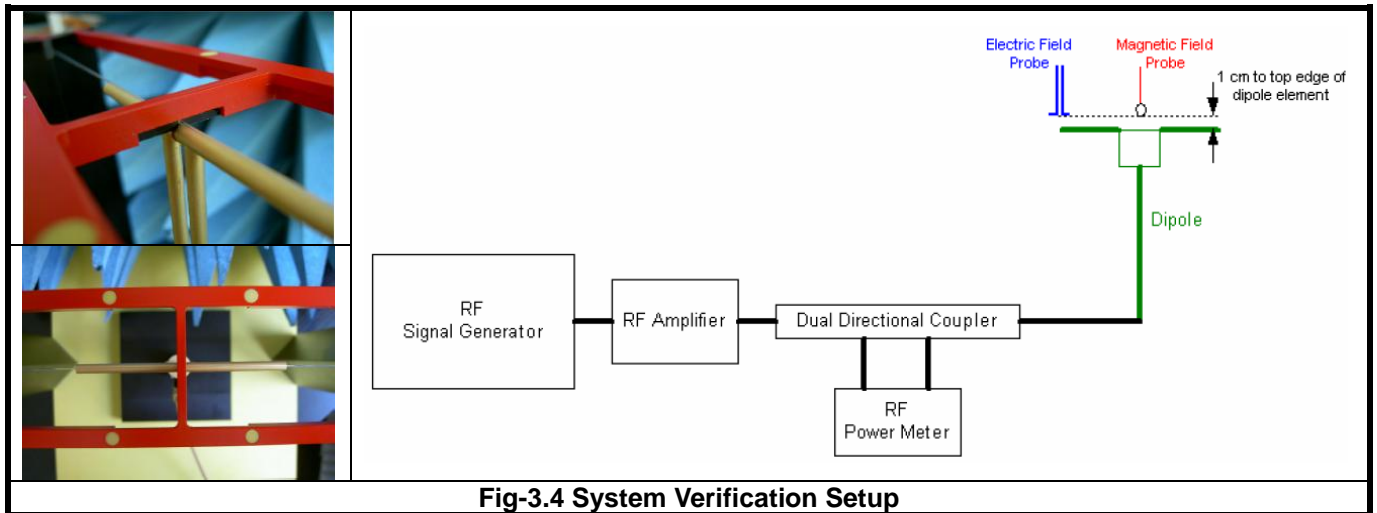 Electric Field
Probe
Magnetic Field
Probe
1 cm to top edge of
dipole element
Dipole
RF
Signal Generator
RF Amplifier
Dual Directional Coupler
RF
Power Meter
Fig-3.4 System Verification Setup